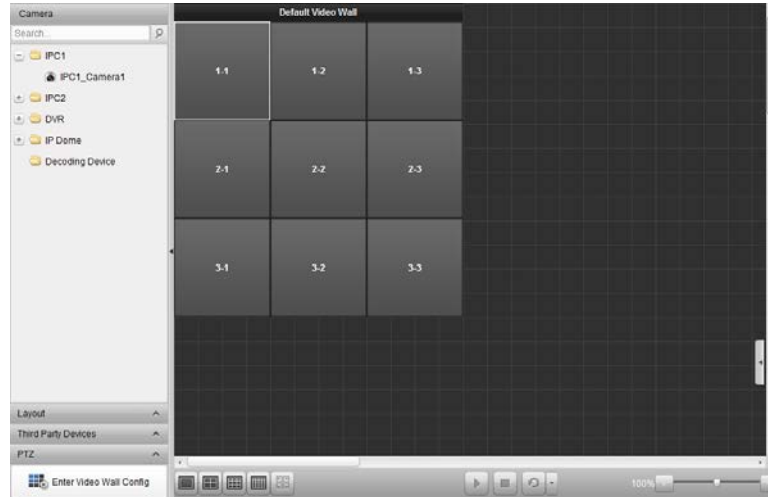 Camera
Search...
IPC1
IPC1_Camera1
IPC2
DVR
IP Dome
Decoding Device
Layout
Third Party Devices
PTZ
Enter Video Wall Config
Default Video Wall
1-1 1-2 1-3
2-1 2-2 2-3
3-1 3-2 3-3
100%